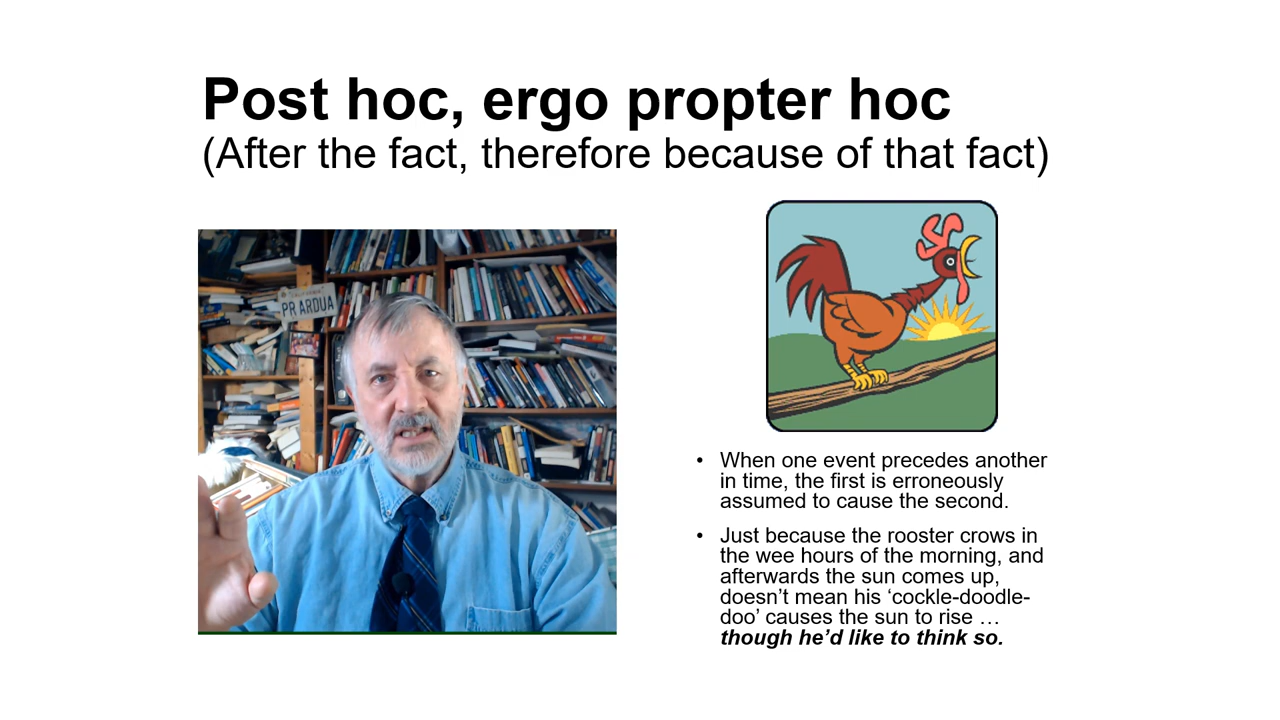 Post hoc, ergo propter hoc
(After the fact, therefore because of that fact)
PR ARDUA
• When one event precedes another
in time, the first is erroneously
assumed to cause the second.
• Just because the rooster crows in
the wee hours of the morning, and
afterwards the sun comes up,
doesn’t mean his ‘cockle-doodle-
doo’ causes the sun to rise …
though he’d like to think so.